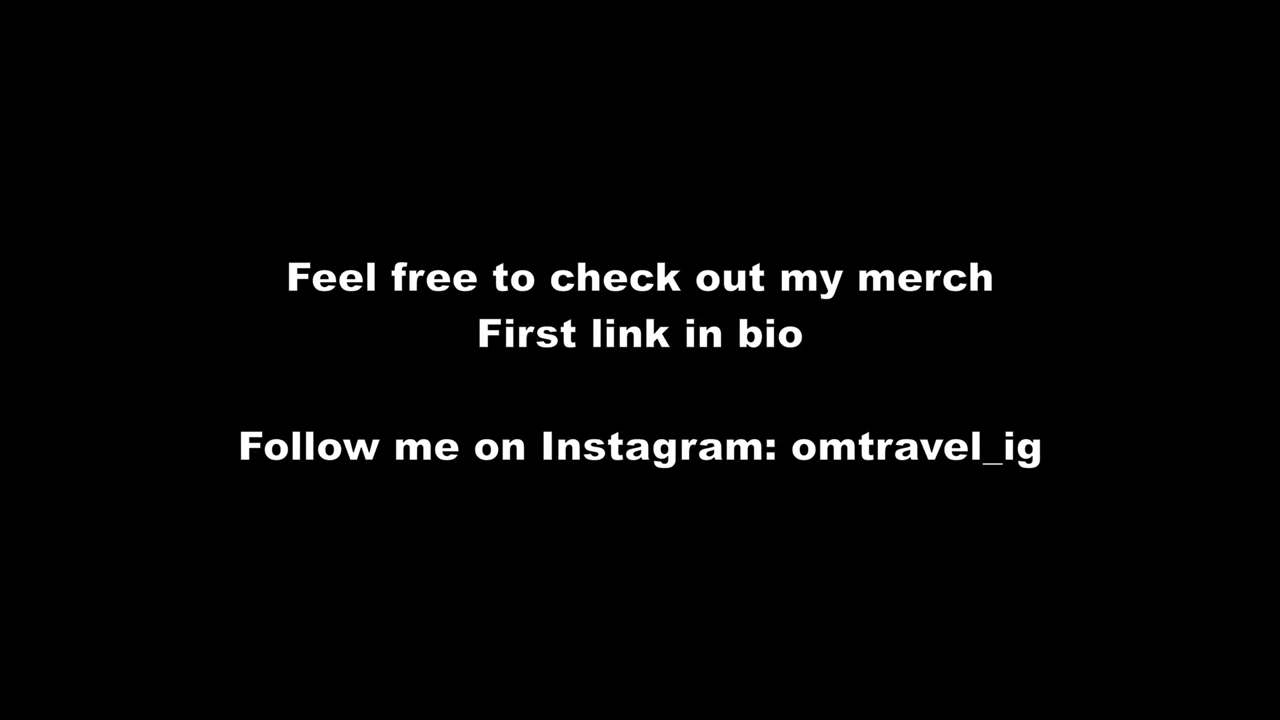 Feel free to check out my merch
First link in bio
Follow me on Instagram: omtravel_ig